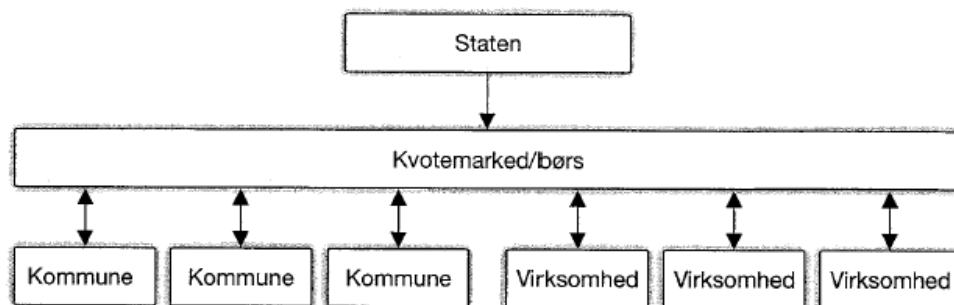 Staten
Kvotemarked/børs
Kommune
Kommune
Kommune
Virksomhed
Virksomhed
Virksomhed